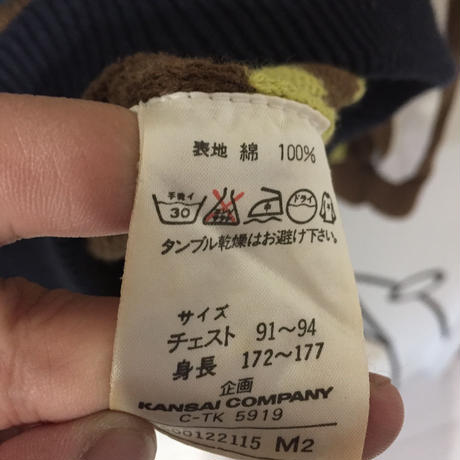 表地 綿 100%
手洗イ ドライ
30
タンブル乾燥はお避け下さい。
サイズ
チェスト 91～94
身長 172～177
企画
KANSAI COMPANY
C-TK 5919
00122115 M2